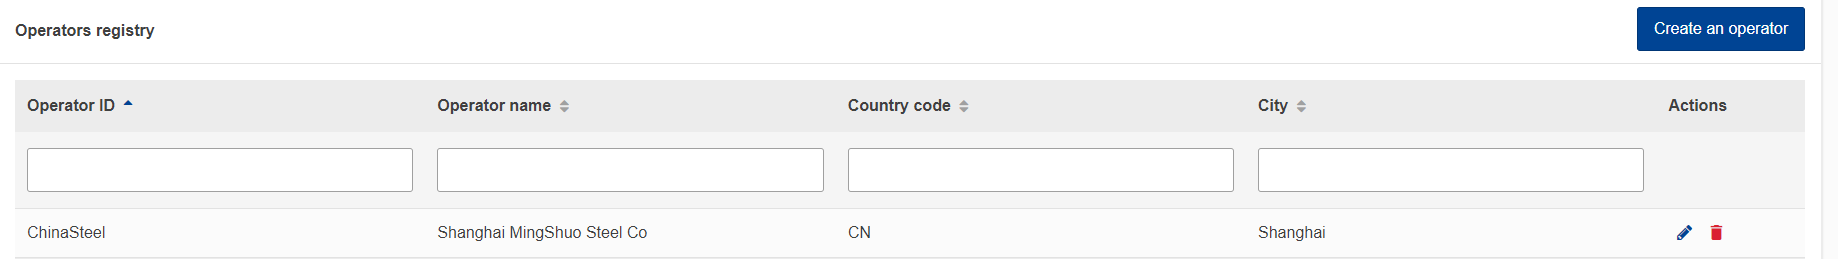 Operators registry
Create an operator
Operator ID Operator name Country code City Actions
ChinaSteel Shanghai MingShuo Steel Co CN Shanghai